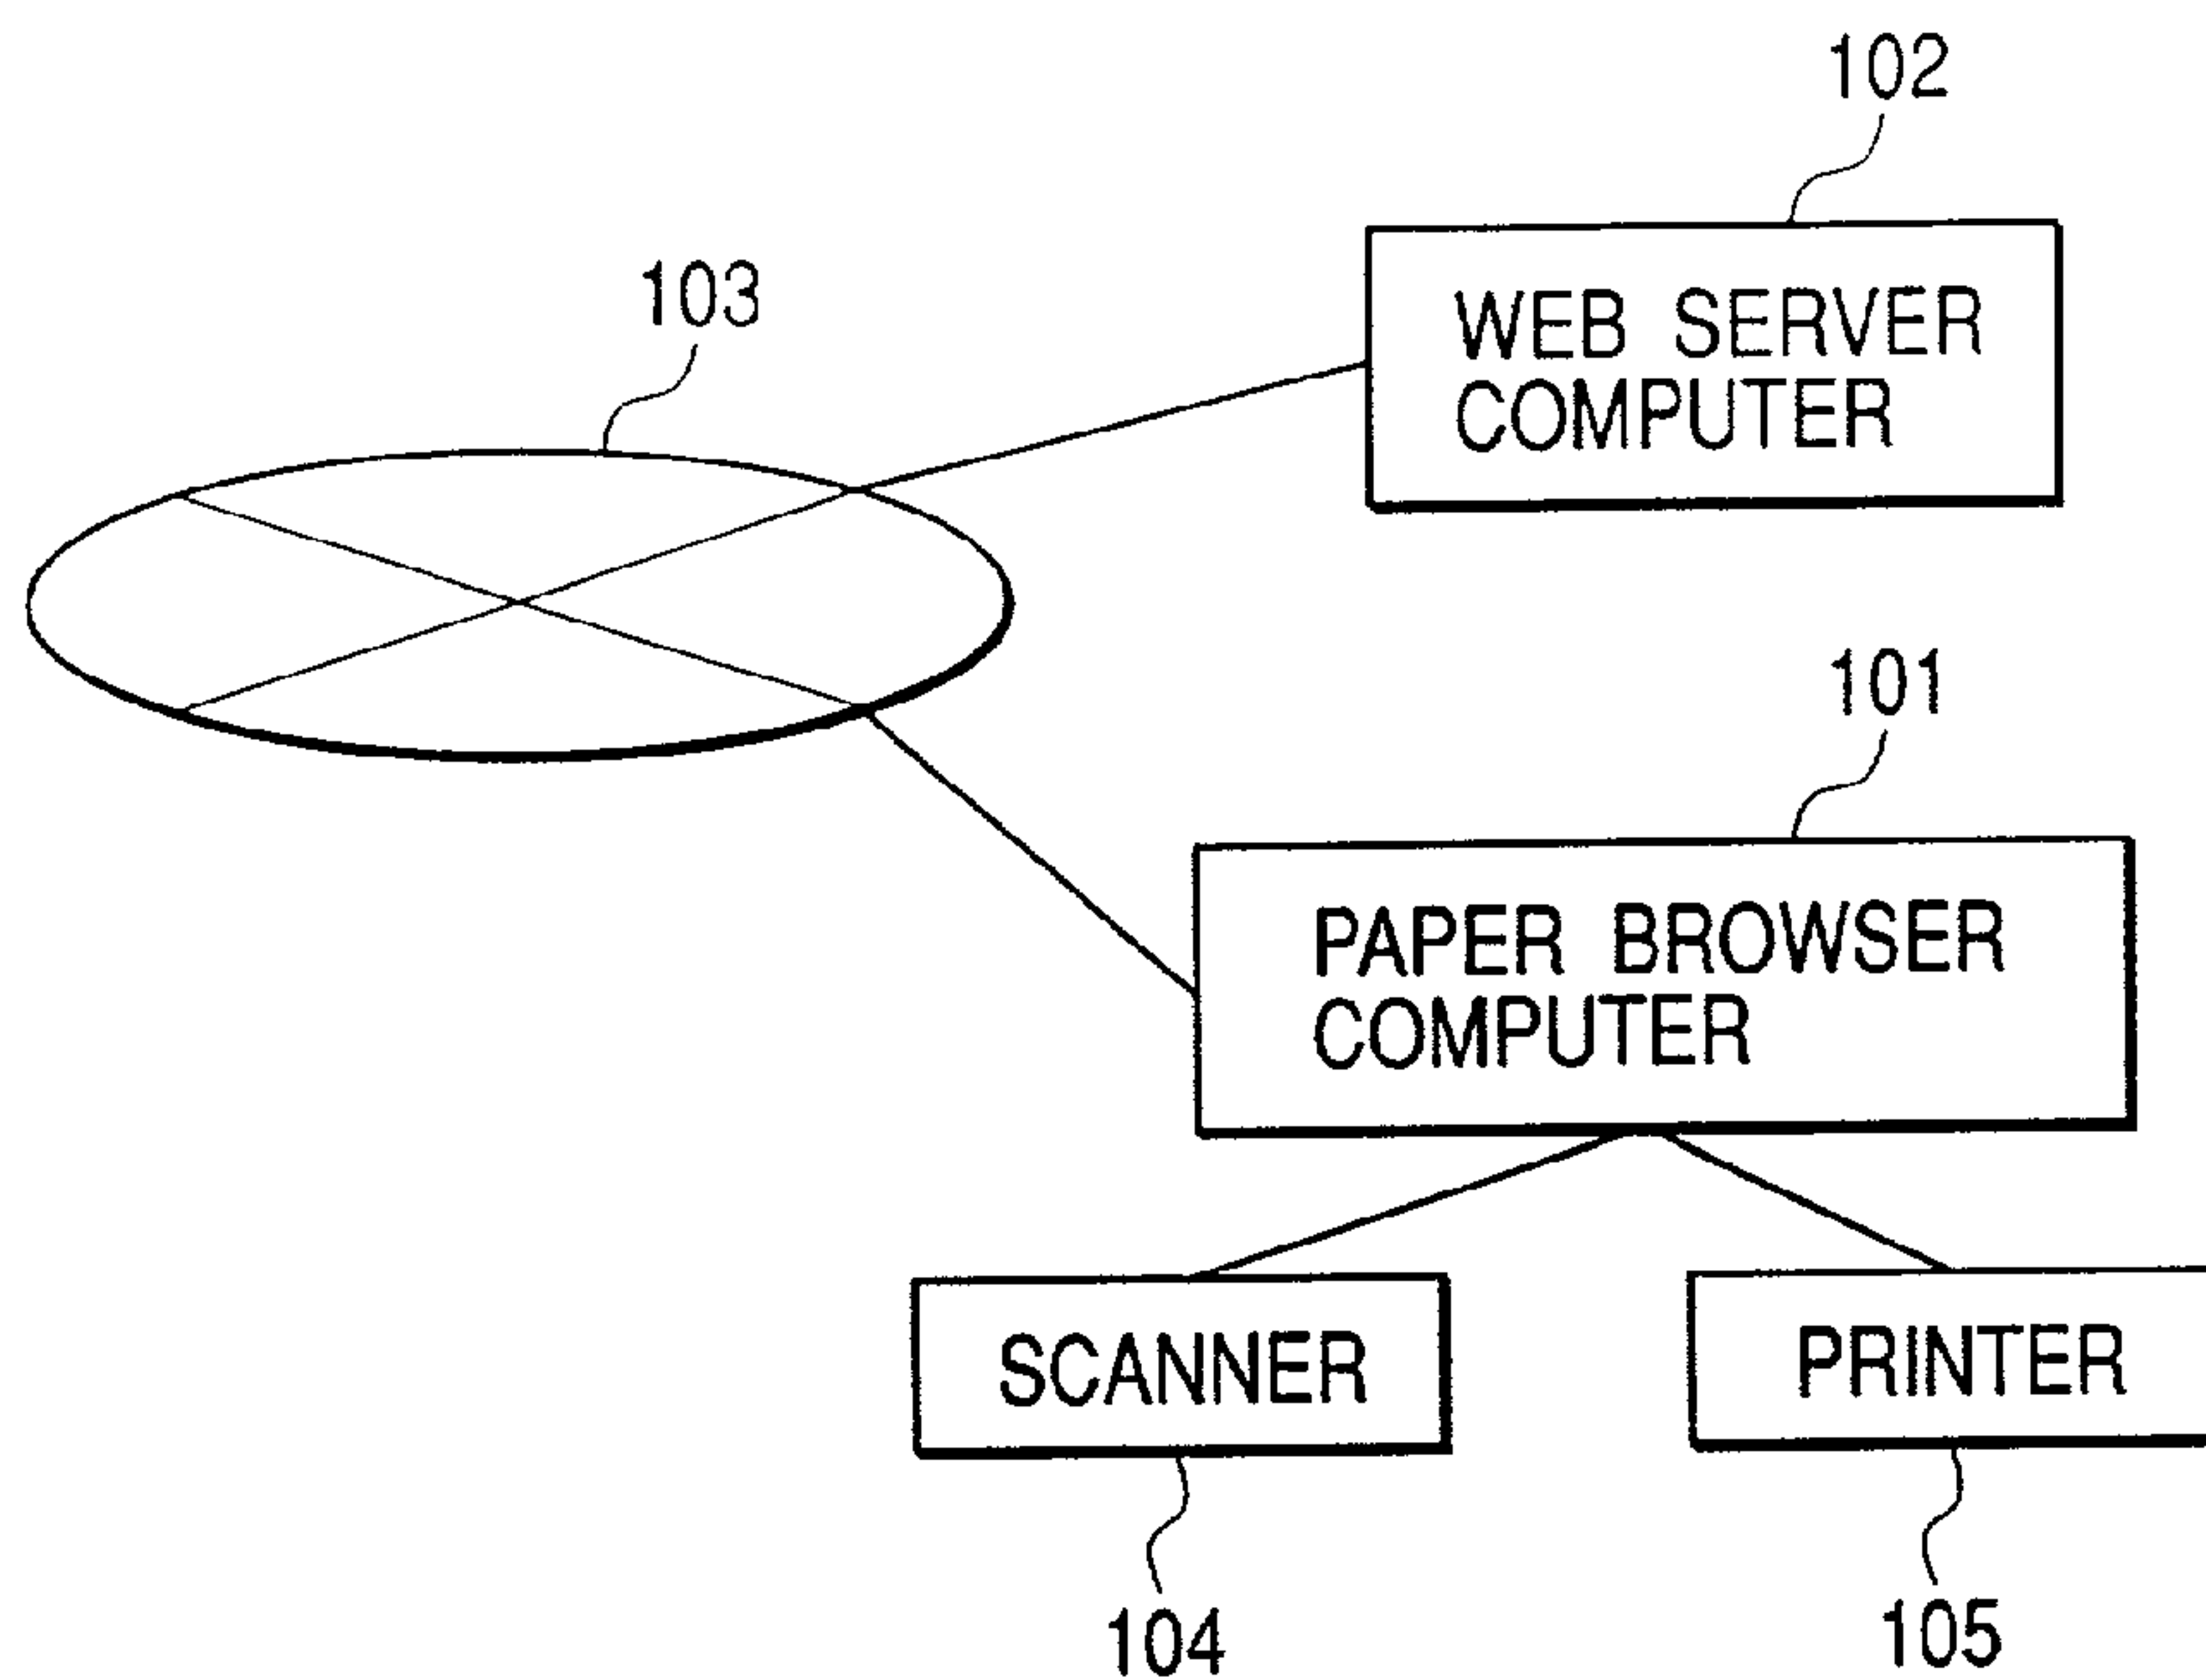 102
103
WEB SERVER
COMPUTER
101
PAPER BROWSER
COMPUTER
SCANNER
PRINTER
104
105